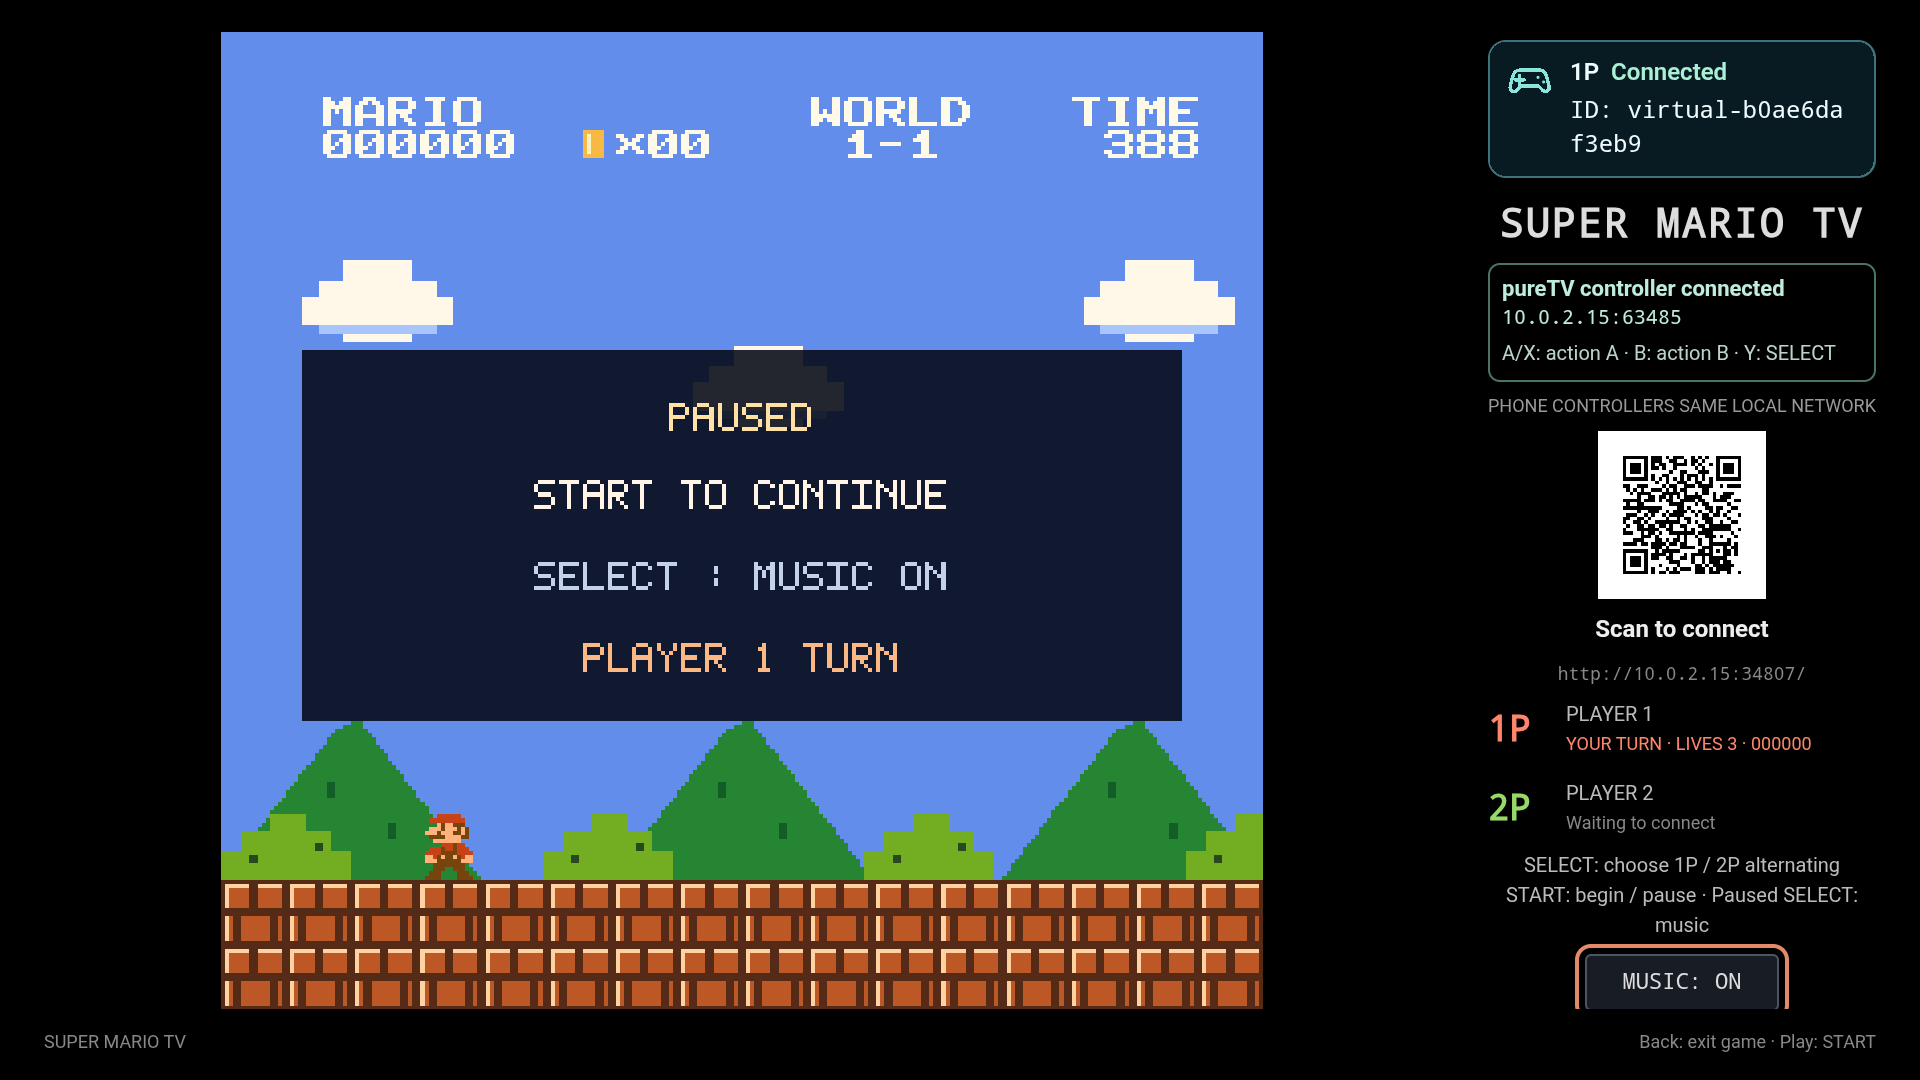 MARIO
000000
x00
WORLD
1-1
TIME
388
PAUSED
START TO CONTINUE
SELECT : MUSIC ON
PLAYER 1 TURN
1P Connected
ID: virtual-b0ae6da
f3eb9
SUPER MARIO TV
pureTV controller connected
10.0.2.15:63485
A/X: action A · B: action B · Y: SELECT
PHONE CONTROLLERS SAME LOCAL NETWORK
Scan to connect
http://10.0.2.15:34807/
1P
PLAYER 1
YOUR TURN · LIVES 3 · 000000
2P
PLAYER 2
Waiting to connect
SELECT: choose 1P / 2P alternating
START: begin / pause · Paused SELECT:
music
MUSIC: ON
SUPER MARIO TV
Back: exit game · Play: START